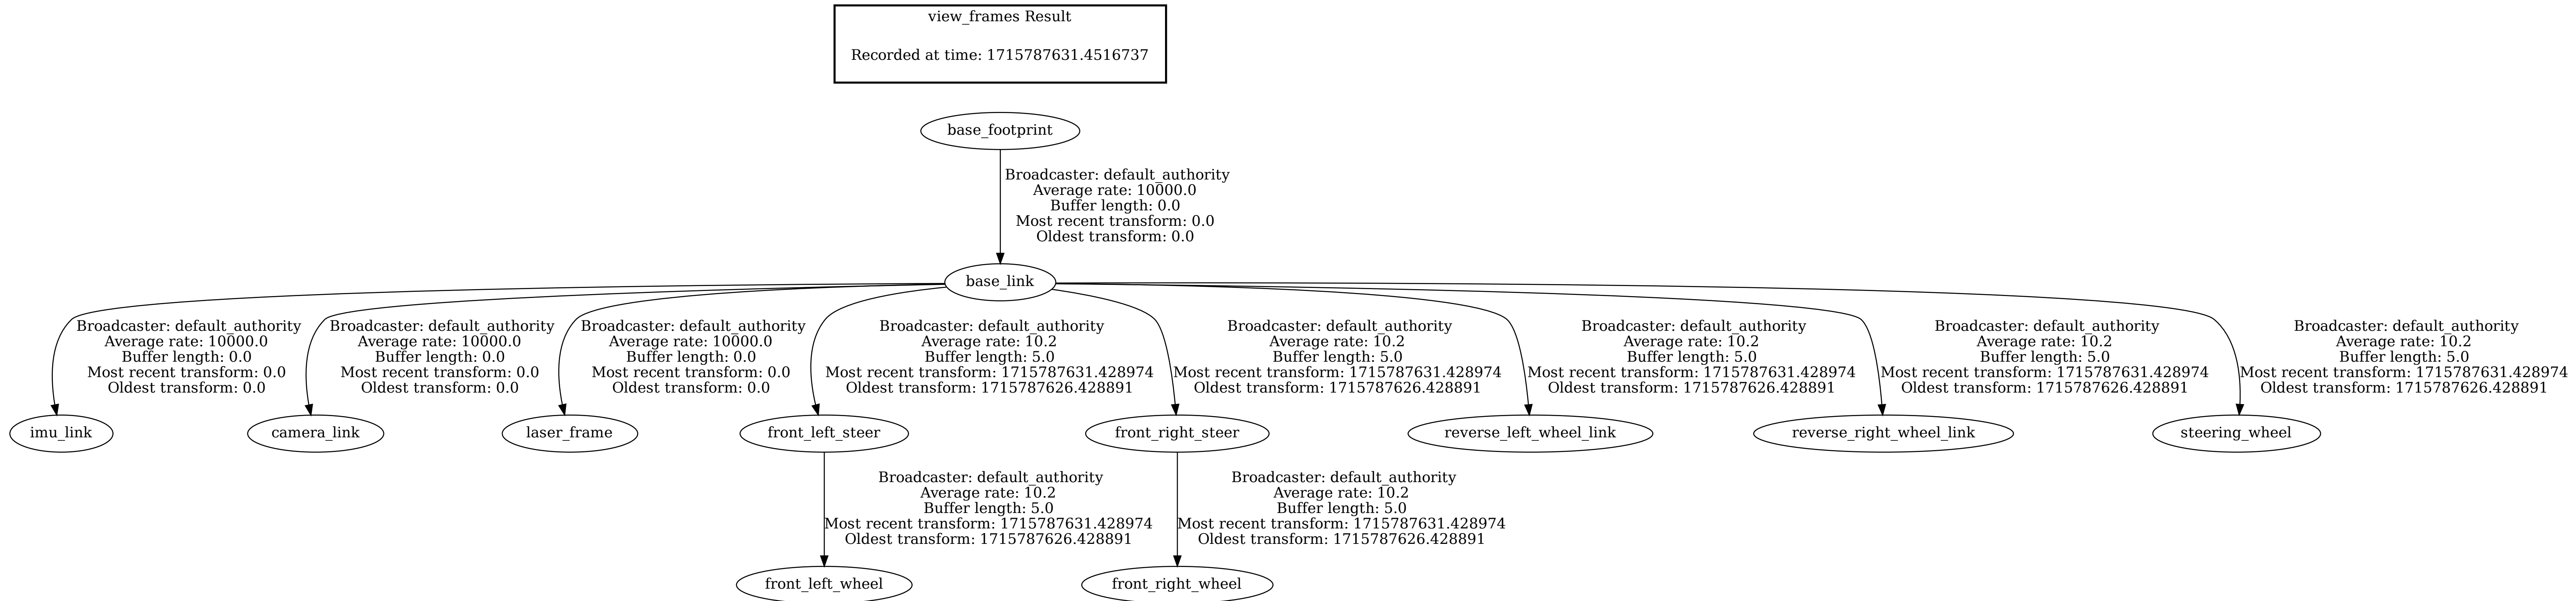 view_frames Result
Recorded at time: 1715787631.4516737
base_footprint
Broadcaster: default_authority
Average rate: 10000.0
Buffer length: 0.0
Most recent transform: 0.0
Oldest transform: 0.0
base_link
Broadcaster: default_authority
Average rate: 10000.0
Buffer length: 0.0
Most recent transform: 0.0
Oldest transform: 0.0
Broadcaster: default_authority
Average rate: 10000.0
Buffer length: 0.0
Most recent transform: 0.0
Oldest transform: 0.0
Broadcaster: default_authority
Average rate: 10000.0
Buffer length: 0.0
Most recent transform: 0.0
Oldest transform: 0.0
Broadcaster: default_authority
Average rate: 10.2
Buffer length: 5.0
Most recent transform: 1715787631.428974
Oldest transform: 1715787626.428891
Broadcaster: default_authority
Average rate: 10.2
Buffer length: 5.0
Most recent transform: 1715787631.428974
Oldest transform: 1715787626.428891
Broadcaster: default_authority
Average rate: 10.2
Buffer length: 5.0
Most recent transform: 1715787631.428974
Oldest transform: 1715787626.428891
Broadcaster: default_authority
Average rate: 10.2
Buffer length: 5.0
Most recent transform: 1715787631.428974
Oldest transform: 1715787626.428891
Broadcaster: default_authority
Average rate: 10.2
Buffer length: 5.0
Most recent transform: 1715787631.428974
Oldest transform: 1715787626.428891
imu_link
camera_link
laser_frame
front_left_steer
front_right_steer
reverse_left_wheel_link
reverse_right_wheel_link
steering_wheel
Broadcaster: default_authority
Average rate: 10.2
Buffer length: 5.0
Most recent transform: 1715787631.428974
Oldest transform: 1715787626.428891
Broadcaster: default_authority
Average rate: 10.2
Buffer length: 5.0
Most recent transform: 1715787631.428974
Oldest transform: 1715787626.428891
front_left_wheel
front_right_wheel